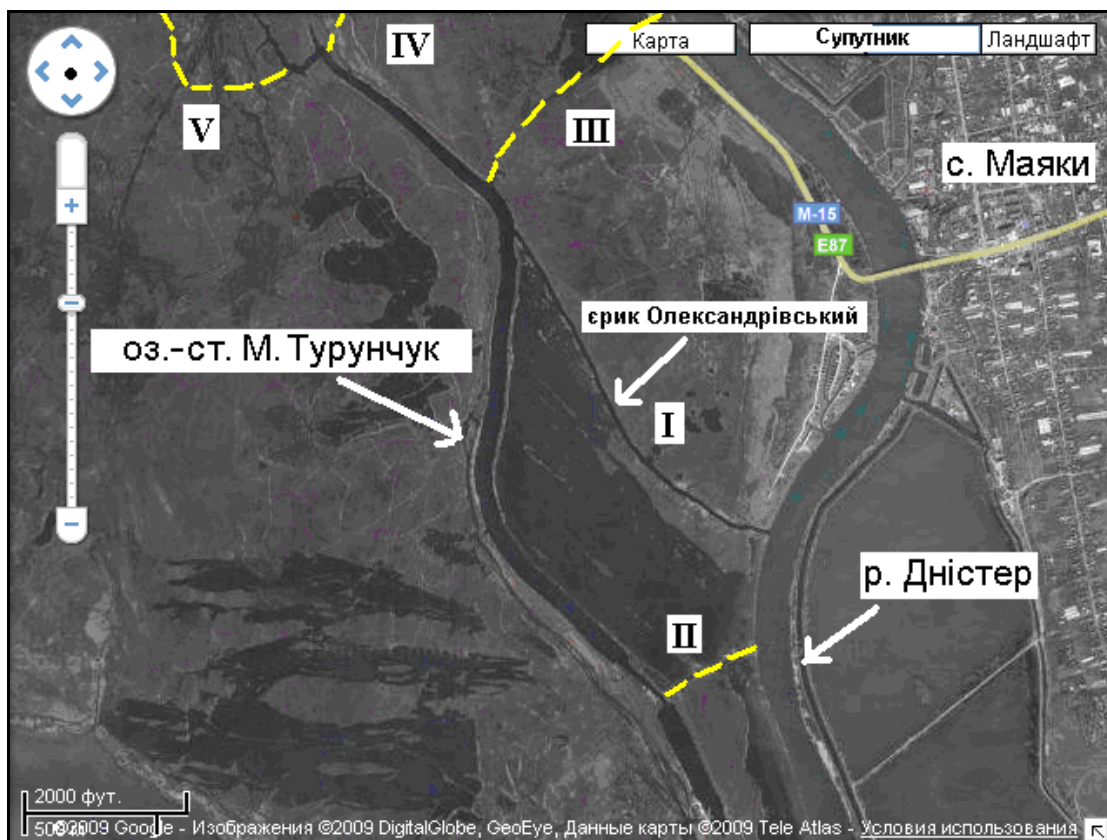 IV
Карта
Супутник
Ландшафт
V
III
с. Маяки
+
M-15
E87
єрик Олександрівський
оз.-ст. М. Турунчук
I
р. Дністер
II
2000 фут.
©2009 Google - Изображения ©2009 DigitalGlobe, GeoEye, Данные карты ©2009 Tele Atlas - Условия использования